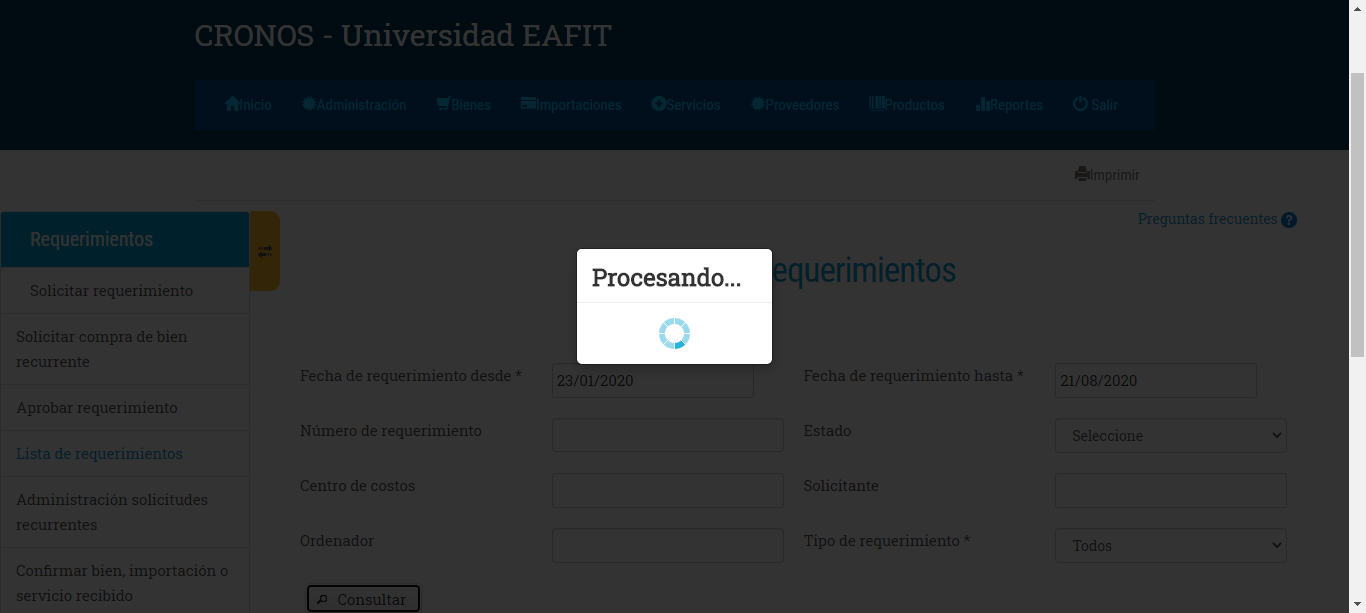 CRONOS - Universidad EAFIT
Inicio Administración Bienes Importaciones Servicios Proveedores Productos Reportes Salir
Imprimir
Preguntas frecuentes ?
Requerimientos
Solicitar requerimiento
Solicitar compra de bien
recurrente
Aprobar requerimiento
Lista de requerimientos
Administración solicitudes
recurrentes
Confirmar bien, importación o
servicio recibido
equerimientos
Procesando...
Fecha de requerimiento desde * 23/01/2020 Fecha de requerimiento hasta * 21/08/2020
Número de requerimiento Estado Seleccione
Centro de costos Solicitante
Ordenador Tipo de requerimiento * Todos
Consultar